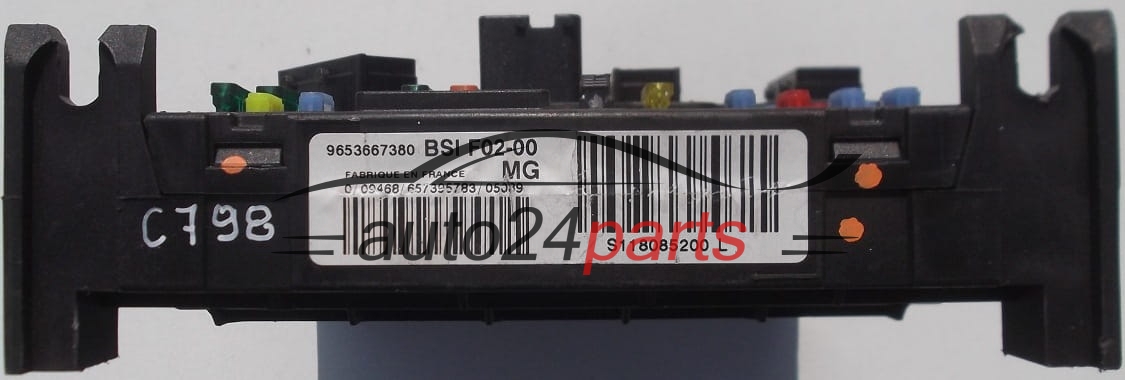 9653667380 BSI F02-00
MG
FABRIQUE EN FRANCE
C798
auto24parts
S118085200 L